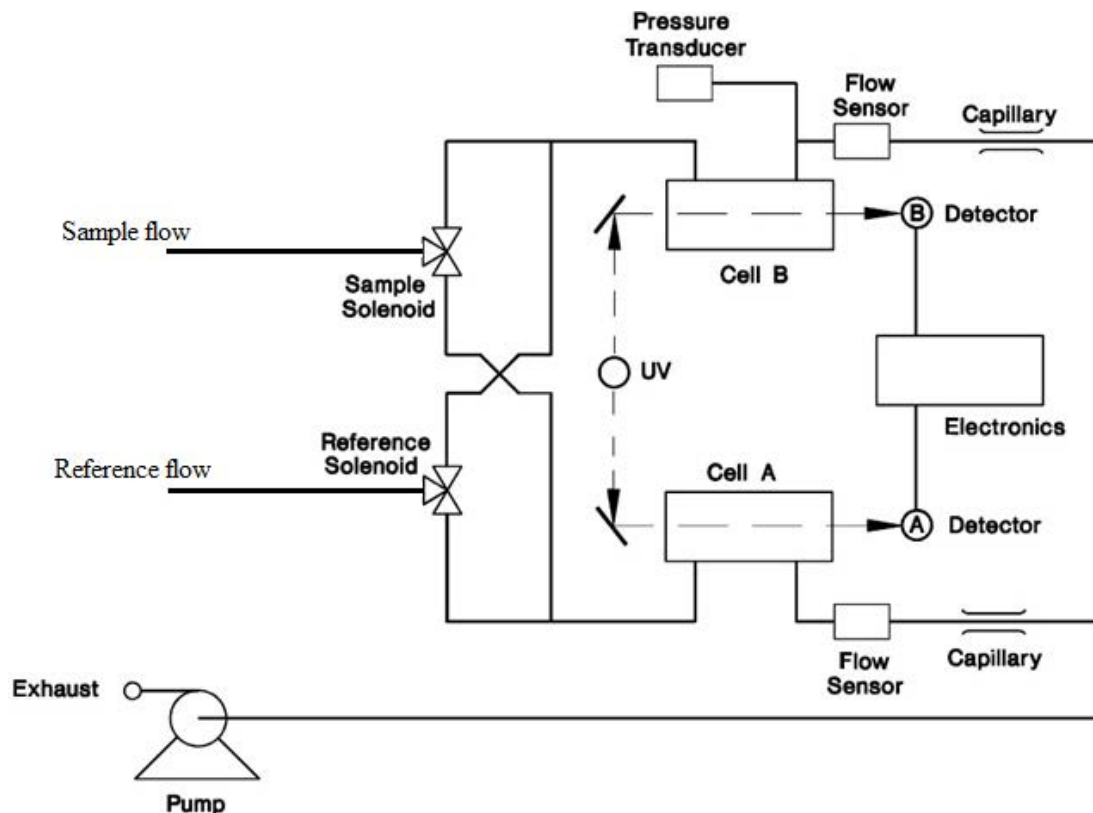 Pressure
Transducer
Flow
Sensor
Capillary
Sample flow
Sample
Solenoid
B
Detector
Cell B
UV
Electronics
Reference
Solenoid
Reference flow
Cell A
A
Detector
Flow
Sensor
Capillary
Exhaust
Pump